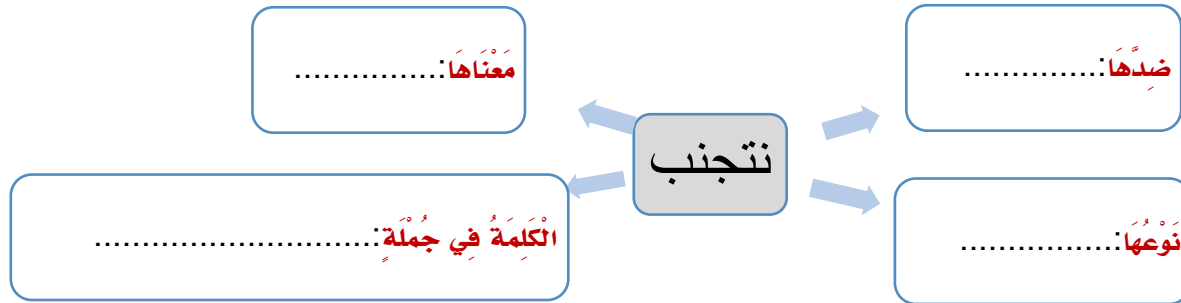 ضِدَّهَا:..............
مَعْنَاهَا:...............
نتجنب
نَوْعُهَا:................
الْكَلِمَةُ فِي جُمْلَةٍ:.............................